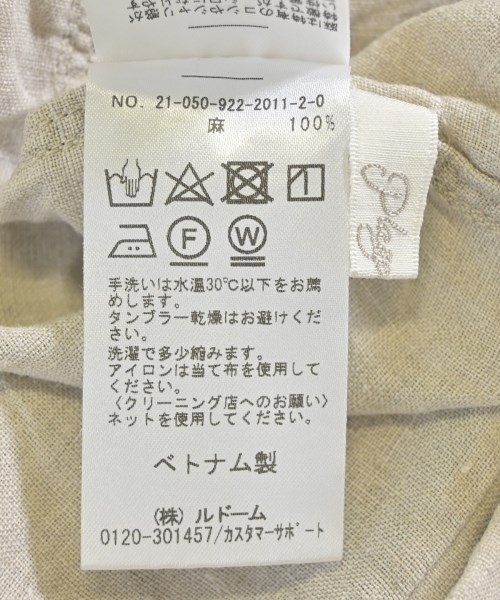 NO. 21-050-922-2011-2-0
麻 100%
F W
手洗いは水温30℃以下をお薦
めします。
タンブラー乾燥はお避けくだ
さい。
洗濯で多少縮みます。
アイロンは当て布を使用して
ください。
〈クリーニング店へのお願い〉
ネットを使用して下さい。
ベトナム製
(株) ルドーム
0120-301457/カスタマーサポート